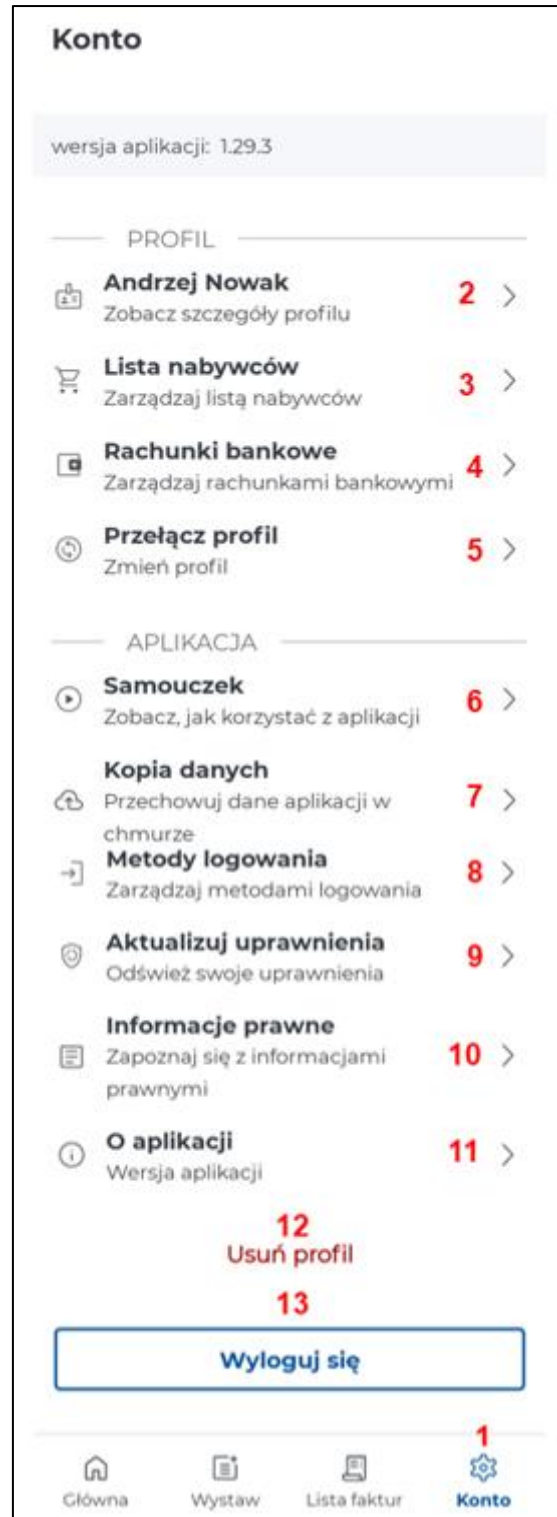 Konto
wersja aplikacji: 1.29.3
PROFIL
Andrzej Nowak
Zobacz szczegóły profilu
2
Lista nabywców
Zarządzaj listą nabywców
3
Rachunki bankowe
Zarządzaj rachunkami bankowymi
4
Przełącz profil
Zmień profil
5
APLIKACJA
Samouczek
Zobacz, jak korzystać z aplikacji
6
Kopia danych
Przechowuj dane aplikacji w
chmurze
7
Metody logowania
Zarządzaj metodami logowania
8
Aktualizuj uprawnienia
Odśwież swoje uprawnienia
9
Informacje prawne
Zapoznaj się z informacjami
prawnymi
10
O aplikacji
Wersja aplikacji
11
12
Usuń profil
13
Wyloguj się
1
Główna Wystaw Lista faktur Konto